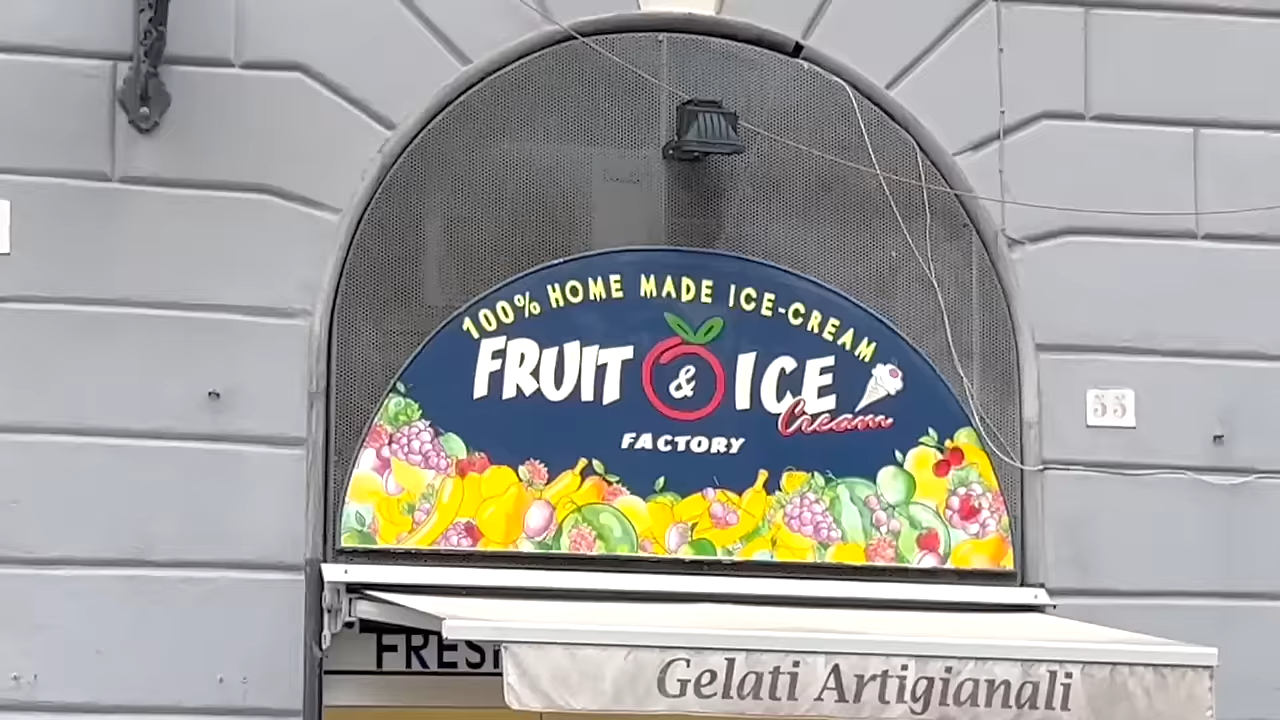 100% HOME MADE ICE-CREAM
FRUIT & ICE
Cream
FACTORY
55
FRESH
Gelati Artigianali